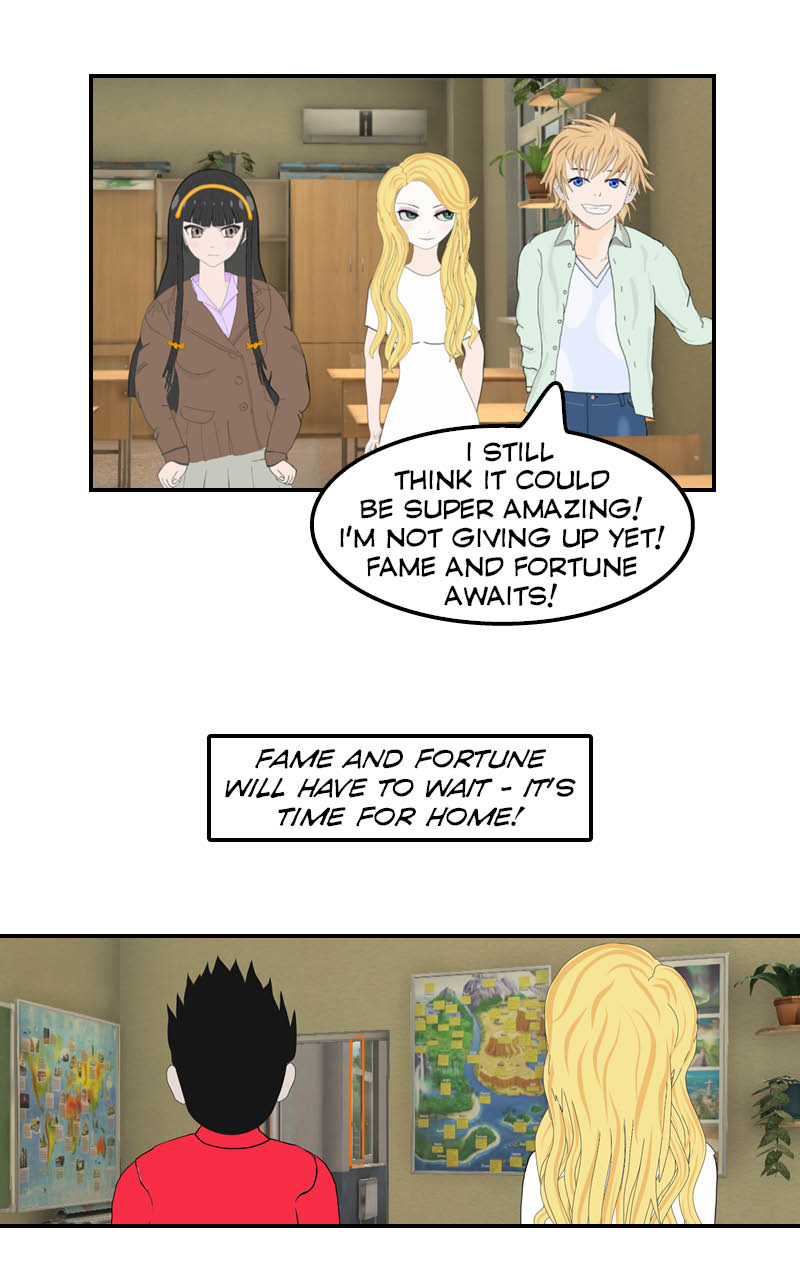 I STILL
THINK IT COULD
BE SUPER AMAZING!
I'M NOT GIVING UP YET!
FAME AND FORTUNE
AWAITS!
FAME AND FORTUNE
WILL HAVE TO WAIT - IT'S
TIME FOR HOME!